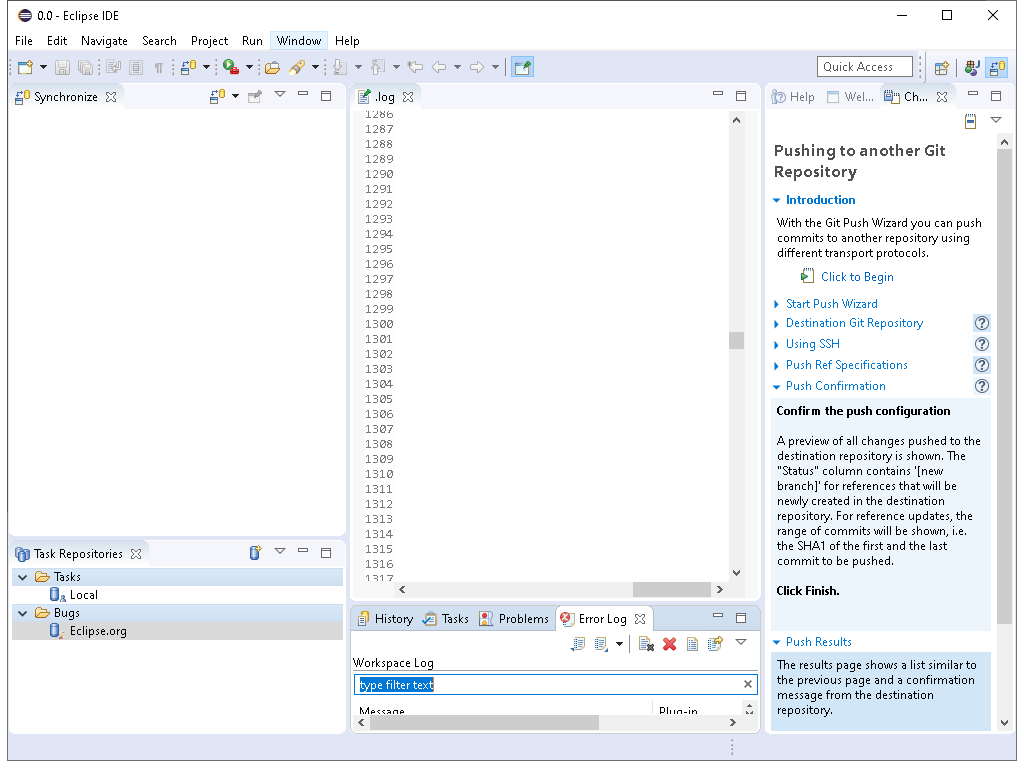 0.0 - Eclipse IDE
File Edit Navigate Search Project Run Window Help
Quick Access
Synchronize
.log
Help Wel... Ch...
1286
1287
1288
1289
1290
1291
1292
1293
1294
1295
1296
1297
1298
1299
1300
1301
1302
1303
1304
1305
1306
1307
1308
1309
1310
1311
1312
1313
1314
1315
1316
1317
Pushing to another Git
Repository
Introduction
With the Git Push Wizard you can push
commits to another repository using
different transport protocols.
Click to Begin
Start Push Wizard
Destination Git Repository
Using SSH
Push Ref Specifications
Push Confirmation
Confirm the push configuration
A preview of all changes pushed to the
destination repository is shown. The
"Status" column contains '[new
branch]' for references that will be
newly created in the destination
repository. For reference updates, the
range of commits will be shown, i.e.
the SHA1 of the first and the last
commit to be pushed.
Click Finish.
Push Results
The results page shows a list similar to
the previous page and a confirmation
message from the destination
repository.
Task Repositories
Tasks
Local
Bugs
Eclipse.org
History Tasks Problems Error Log
Workspace Log
type filter text
Message Plug-in